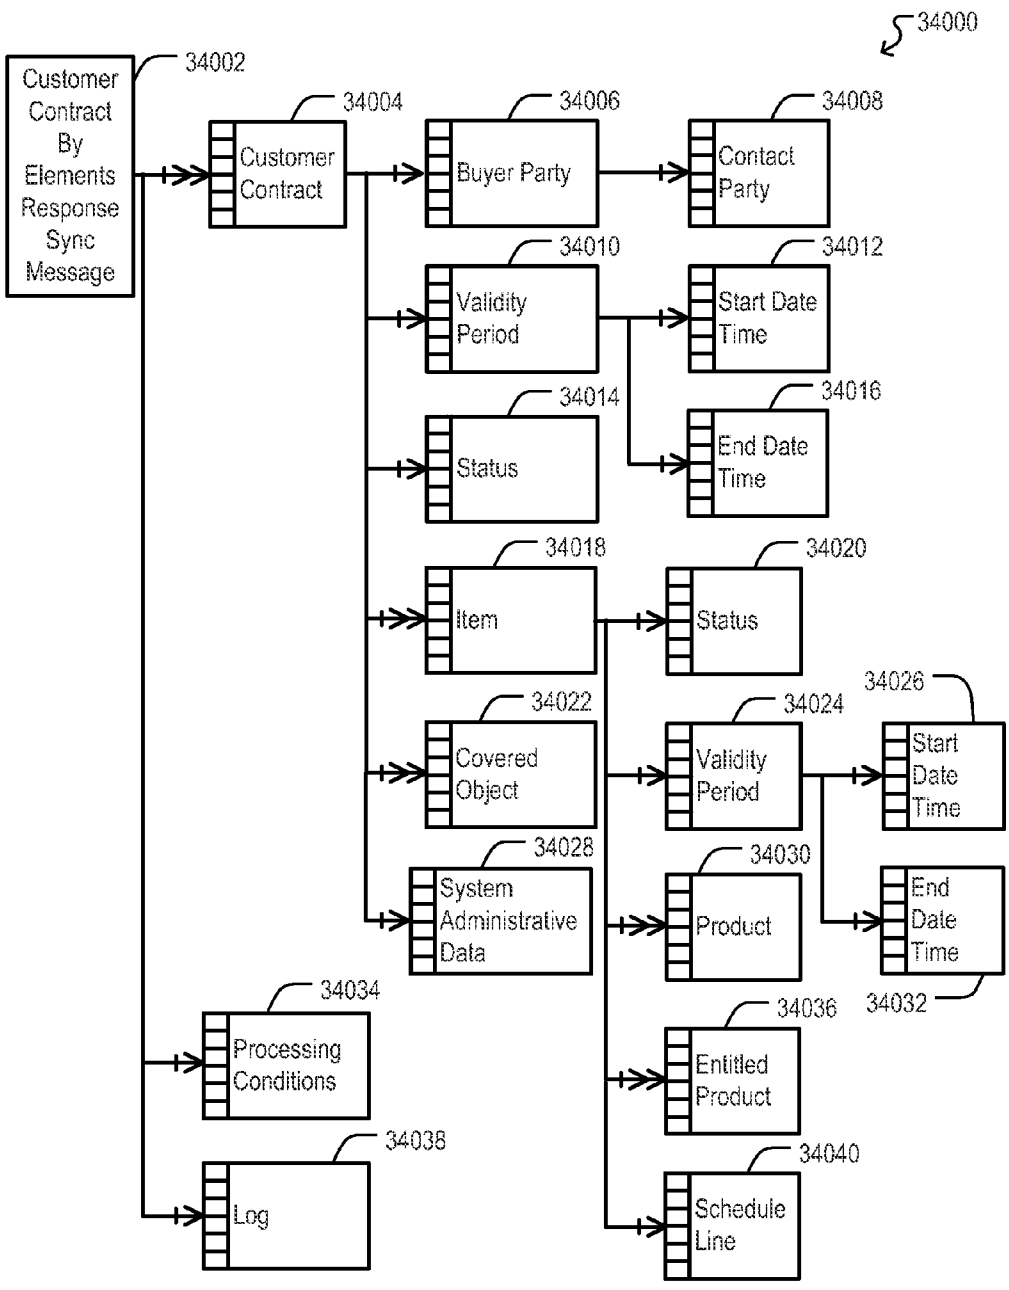 34000
34002
Customer
Contract
By
Elements
Response
Sync
Message
34004
Customer
Contract
34006
Buyer Party
34008
Contact
Party
34010
Validity
Period
34012
Start Date
Time
34014
Status
34016
End Date
Time
34018
Item
34020
Status
34022
Covered
Object
34024
Validity
Period
34026
Start
Date
Time
34028
System
Administrative
Data
34030
Product
34032
End
Date
Time
34034
Processing
Conditions
34036
Entitled
Product
34038
Log
34040
Schedule
Line